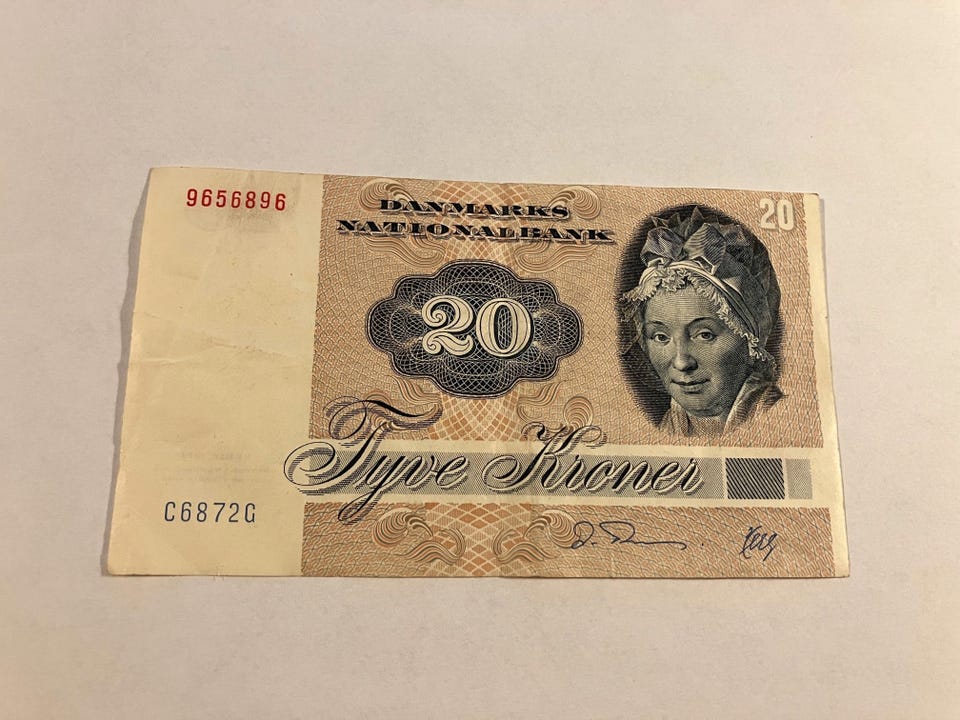 9656896
DANMARKS
NATIONALBANK
20
20
Tyve Kroner
C6872G